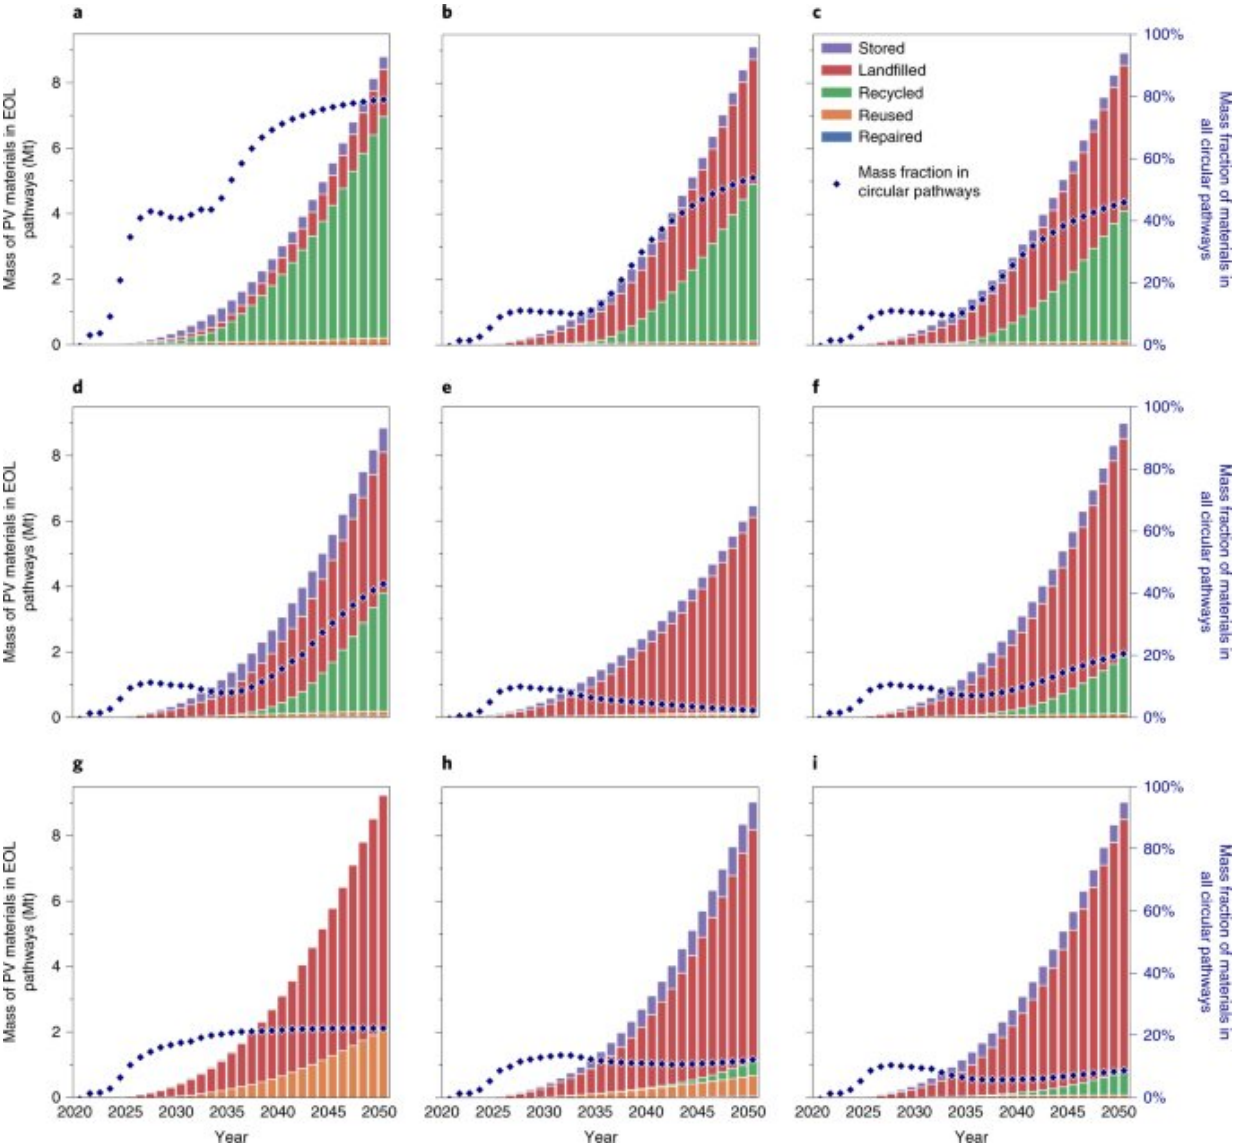 a
b
c
Mass of PV materials in EOL
pathways (Mt)
8
6
4
2
0
Stored
Landfilled
Recycled
Reused
Repaired
Mass fraction in
circular pathways
100%
80%
60%
40%
20%
0%
Mass fraction of materials in
all circular pathways
d
e
f
Mass of PV materials in EOL
pathways (Mt)
8
6
4
2
0
100%
80%
60%
40%
20%
0%
Mass fraction of materials in
all circular pathways
g
h
i
Mass of PV materials in EOL
pathways (Mt)
8
6
4
2
0
100%
80%
60%
40%
20%
0%
Mass fraction of materials in
all circular pathways
2020 2025 2030 2035 2040 2045 2050
2020 2025 2030 2035 2040 2045 2050
2020 2025 2030 2035 2040 2045 2050
Year
Year
Year